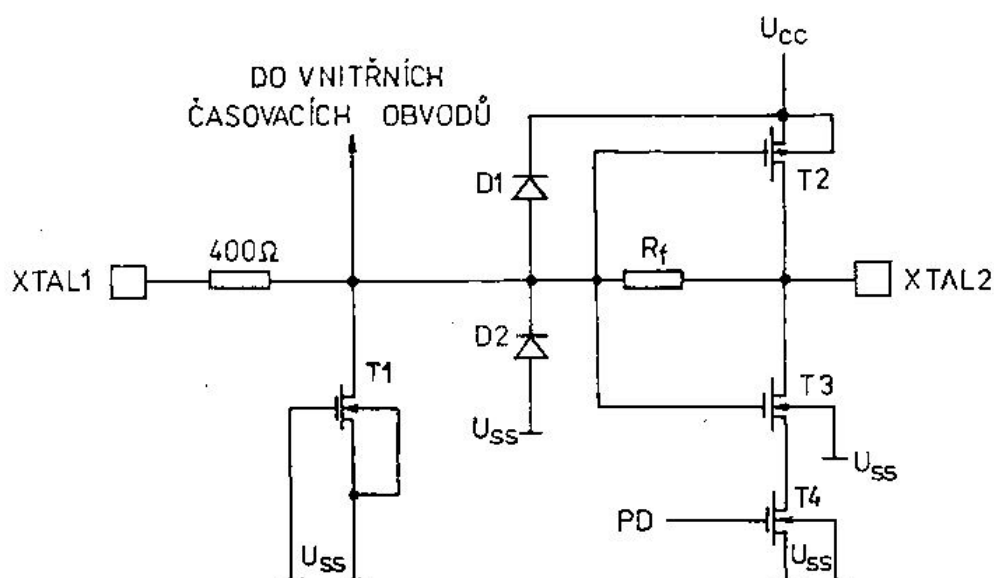 U_CC
DO VNITŘNÍCH
ČASOVACÍCH OBVODŮ
D1
T2
400Ω
R_f
XTAL1
XTAL2
D2
T1
T3
U_SS
U_SS
T4
PD
U_SS
U_SS